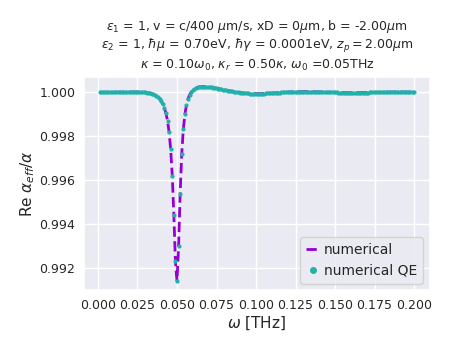 ε₁ = 1, v = c/400 μm/s, xD = 0μm, b = -2.00μm
ε₂ = 1, ℏμ = 0.70eV, ℏγ = 0.0001eV, zₚ = 2.00μm
κ = 0.10ω₀, κᵣ = 0.50κ, ω₀ =0.05THz
1.000
0.998
0.996
0.994
0.992
Re α_eff/α
numerical
numerical QE
0.000 0.025 0.050 0.075 0.100 0.125 0.150 0.175 0.200
ω [THz]